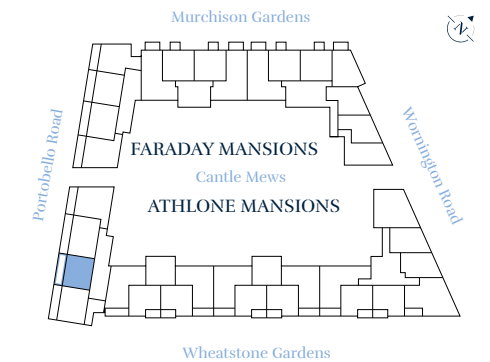 Murchison Gardens
N
Portobello Road
Wornington Road
FARADAY MANSIONS
Cantle Mews
ATHLONE MANSIONS
Wheatstone Gardens